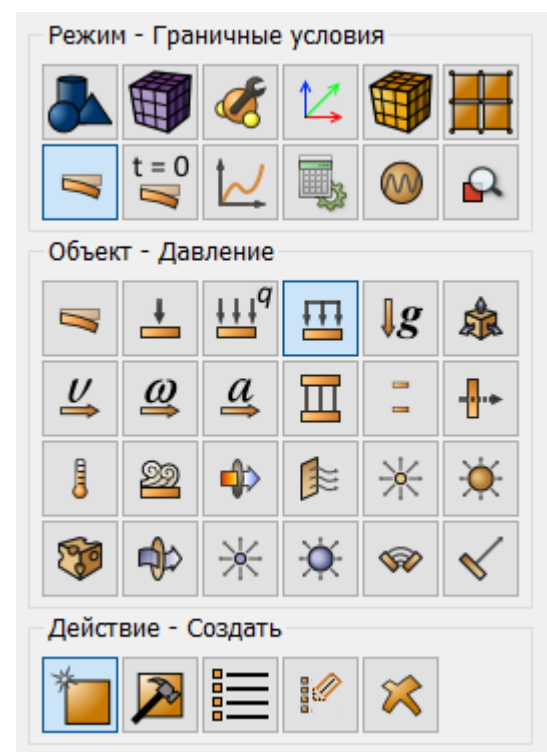 Режим - Граничные условия
t = 0
Объект - Давление
q
g
υ ω a
Действие - Создать